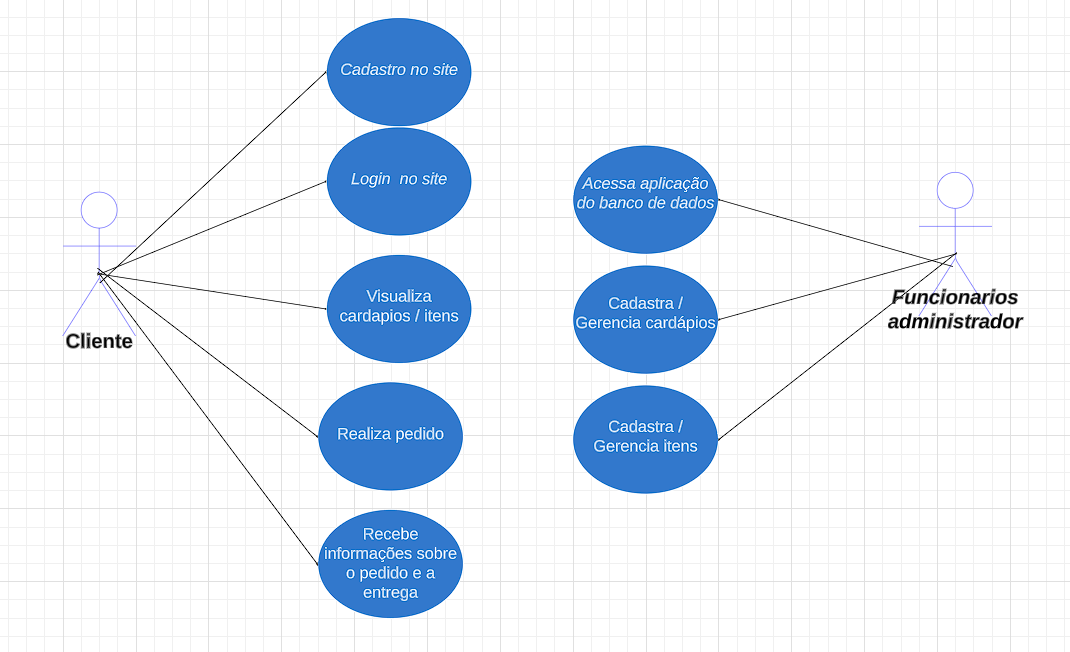 Cadastro no site
Login  no site
Visualiza
cardapios / itens
Realiza pedido
Recebe
informações sobre
o pedido e a
entrega
Cliente
Acessa aplicação
do banco de dados
Cadastra /
Gerencia cardápios
Cadastra /
Gerencia itens
Funcionarios
administrador